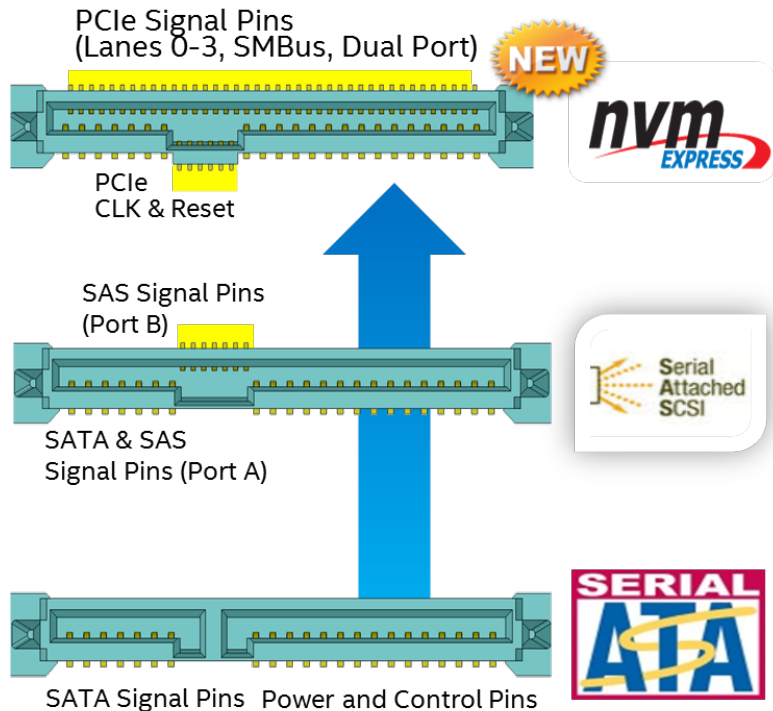 PCIe Signal Pins
(Lanes 0-3, SMBus, Dual Port)
NEW
nvm
EXPRESS
PCIe
CLK & Reset
SAS Signal Pins
(Port B)
Serial
Attached
SCSI
SATA & SAS
Signal Pins (Port A)
SERIAL
ATA
SATA Signal Pins
Power and Control Pins